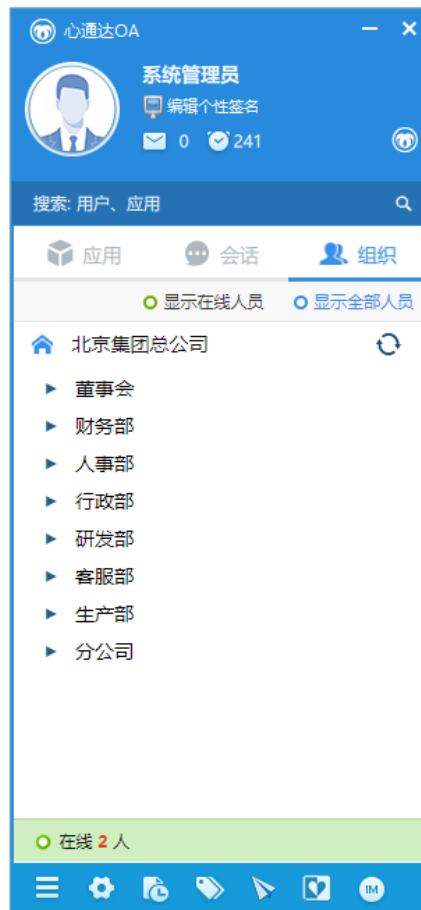 心通达OA
系统管理员
编辑个性签名
0 241
搜索: 用户、应用
应用 会话 组织
显示在线人员 显示全部人员
北京集团总公司
董事会
财务部
人事部
行政部
研发部
客服部
生产部
分公司
在线 2 人
IM